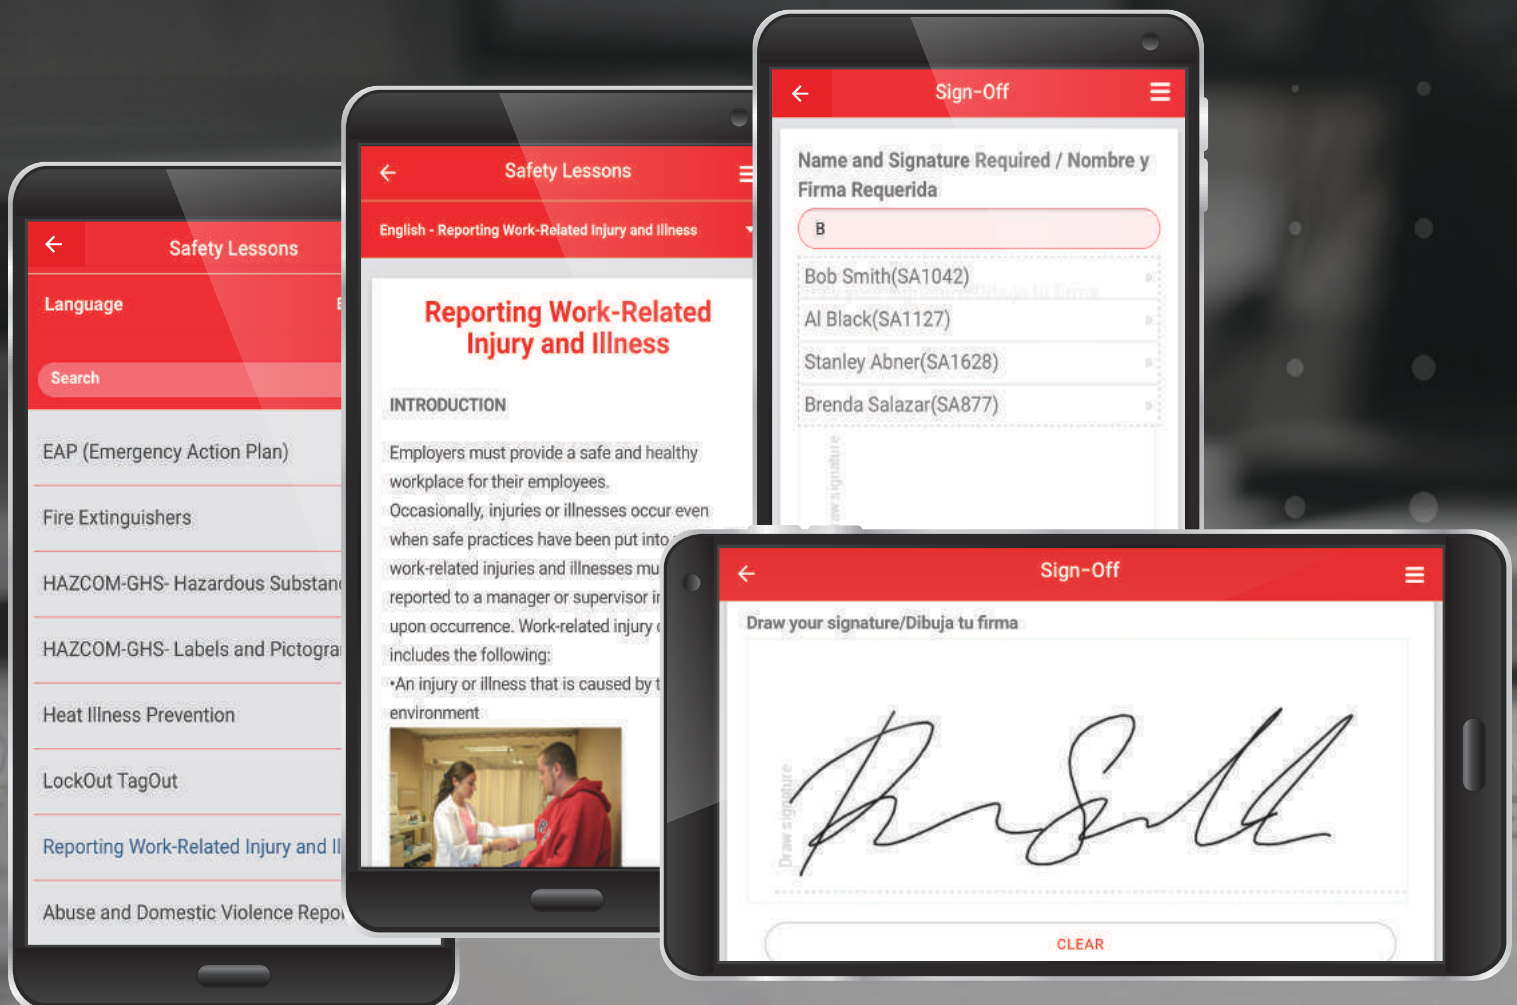 Safety Lessons
Language
Search
EAP (Emergency Action Plan)
Fire Extinguishers
HAZCOM-GHS- Hazardous
HAZCOM-GHS- Labels and
Heat Illness Prevention
LockOut TagOut
Reporting Work-Related Injury and
Abuse and Domestic Violence
Safety Lessons
English - Reporting Work-Related Injury and Illness
Reporting Work-Related
Injury and Illness
INTRODUCTION
Employers must provide a safe and healthy
workplace for their employees.
Occasionally, injuries or illnesses occur even
when safe practices have been put into
work-related injuries and illnesses
reported to a manager or supervisor
upon occurrence. Work-related injury
includes the following:
•An injury or illness that is caused by
environment
Sign-Off
Name and Signature Required / Nombre y
Firma Requerida
B
Bob Smith(SA1042)
Al Black(SA1127)
Stanley Abner(SA1628)
Brenda Salazar(SA877)
signature
Sign-Off
Draw your signature/Dibuja tu firma
Draw signature
CLEAR